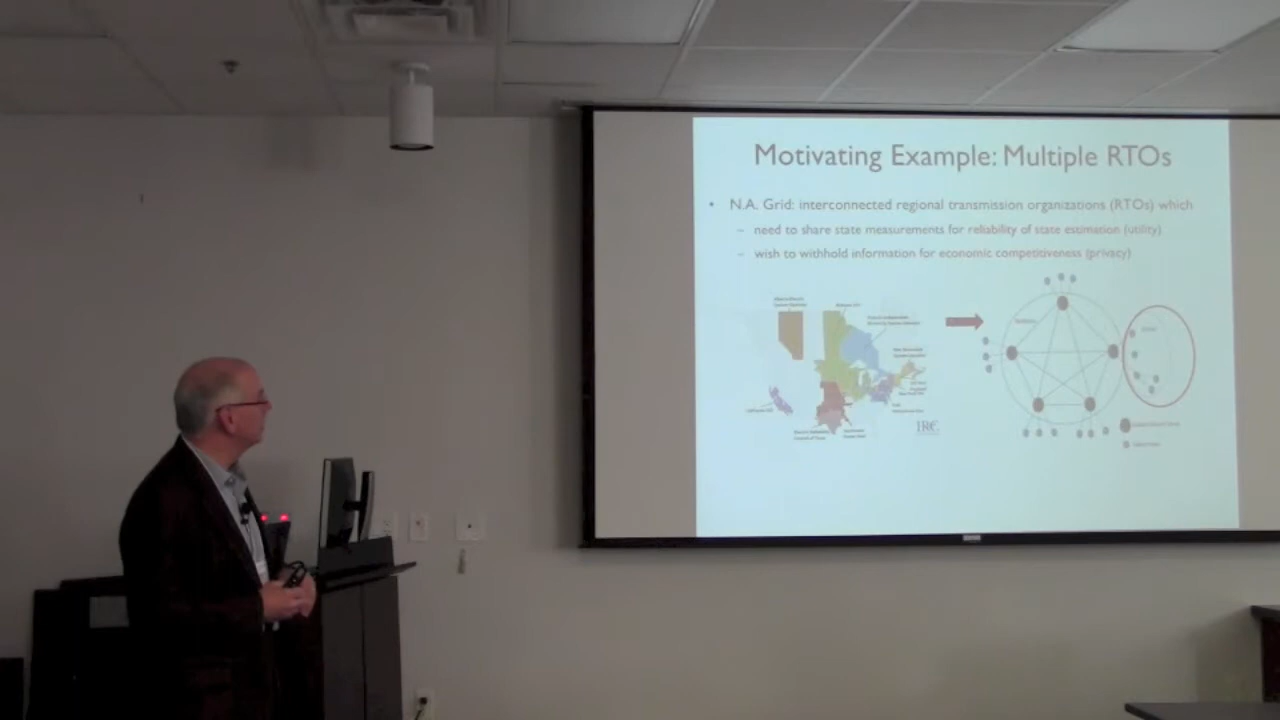 Motivating Example: Multiple RTOs
• N.A. Grid: interconnected regional transmission organizations (RTOs) which
– need to share state measurements for reliability of state estimation (utility)
– wish to withhold information for economic competitiveness (privacy)
IRC